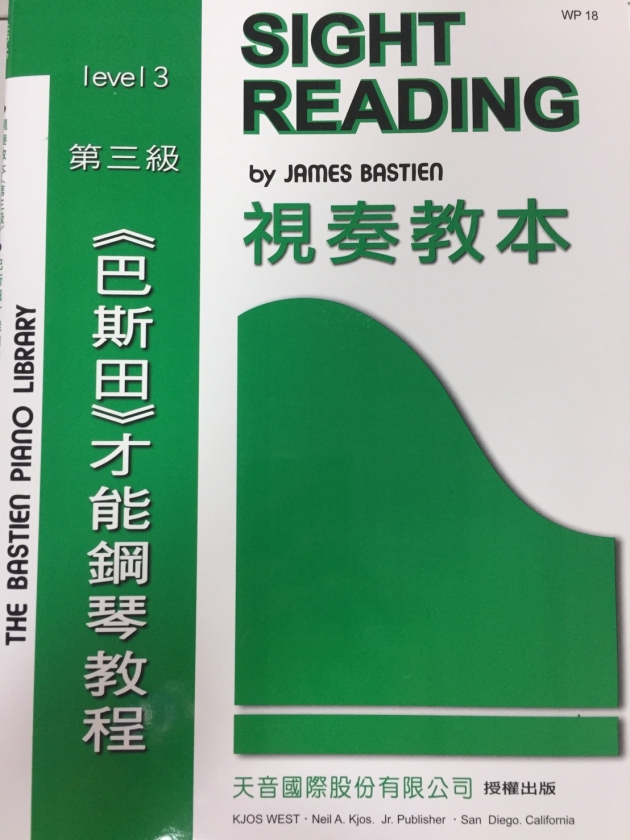 WP 18
SIGHT
READING
by JAMES BASTIEN
視奏教本
level 3
第三級
《巴斯田》才能鋼琴教程
THE BASTIEN PIANO LIBRARY
天音國際股份有限公司 授權出版
KJOS WEST · Neil A. Kjos. Jr. Publisher · San Diego. California